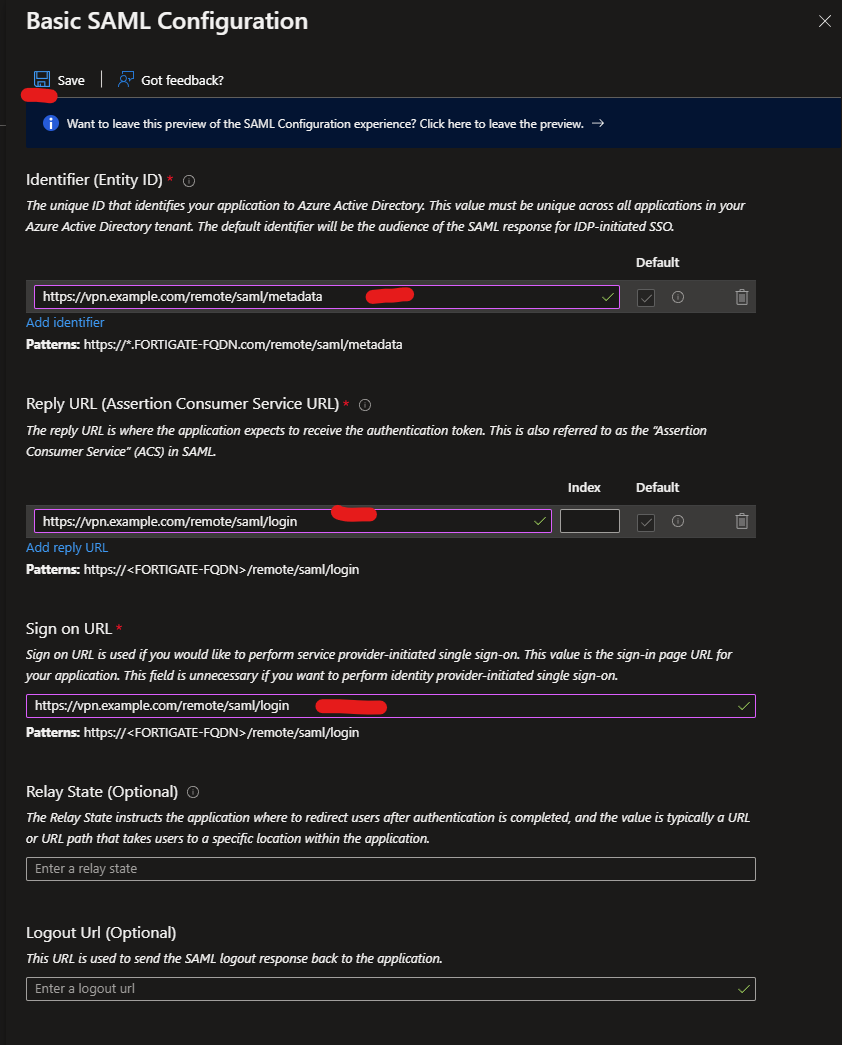 Basic SAML Configuration
Save
Got feedback?
Want to leave this preview of the SAML Configuration experience? Click here to leave the preview. →
Identifier (Entity ID) *
The unique ID that identifies your application to Azure Active Directory. This value must be unique across all applications in your
Azure Active Directory tenant. The default identifier will be the audience of the SAML response for IDP-initiated SSO.
Default
https://vpn.example.com/remote/saml/metadata
Add identifier
Patterns: https://*.FORTIGATE-FQDN.com/remote/saml/metadata
Reply URL (Assertion Consumer Service URL) *
The reply URL is where the application expects to receive the authentication token. This is also referred to as the "Assertion
Consumer Service" (ACS) in SAML.
Index Default
https://vpn.example.com/remote/saml/login
Add reply URL
Patterns: https://<FORTIGATE-FQDN>/remote/saml/login
Sign on URL *
Sign on URL is used if you would like to perform service provider-initiated single sign-on. This value is the sign-in page URL for
your application. This field is unnecessary if you want to perform identity provider-initiated single sign-on.
https://vpn.example.com/remote/saml/login
Patterns: https://<FORTIGATE-FQDN>/remote/saml/login
Relay State (Optional)
The Relay State instructs the application where to redirect users after authentication is completed, and the value is typically a URL
or URL path that takes users to a specific location within the application.
Enter a relay state
Logout Url (Optional)
This URL is used to send the SAML logout response back to the application.
Enter a logout url